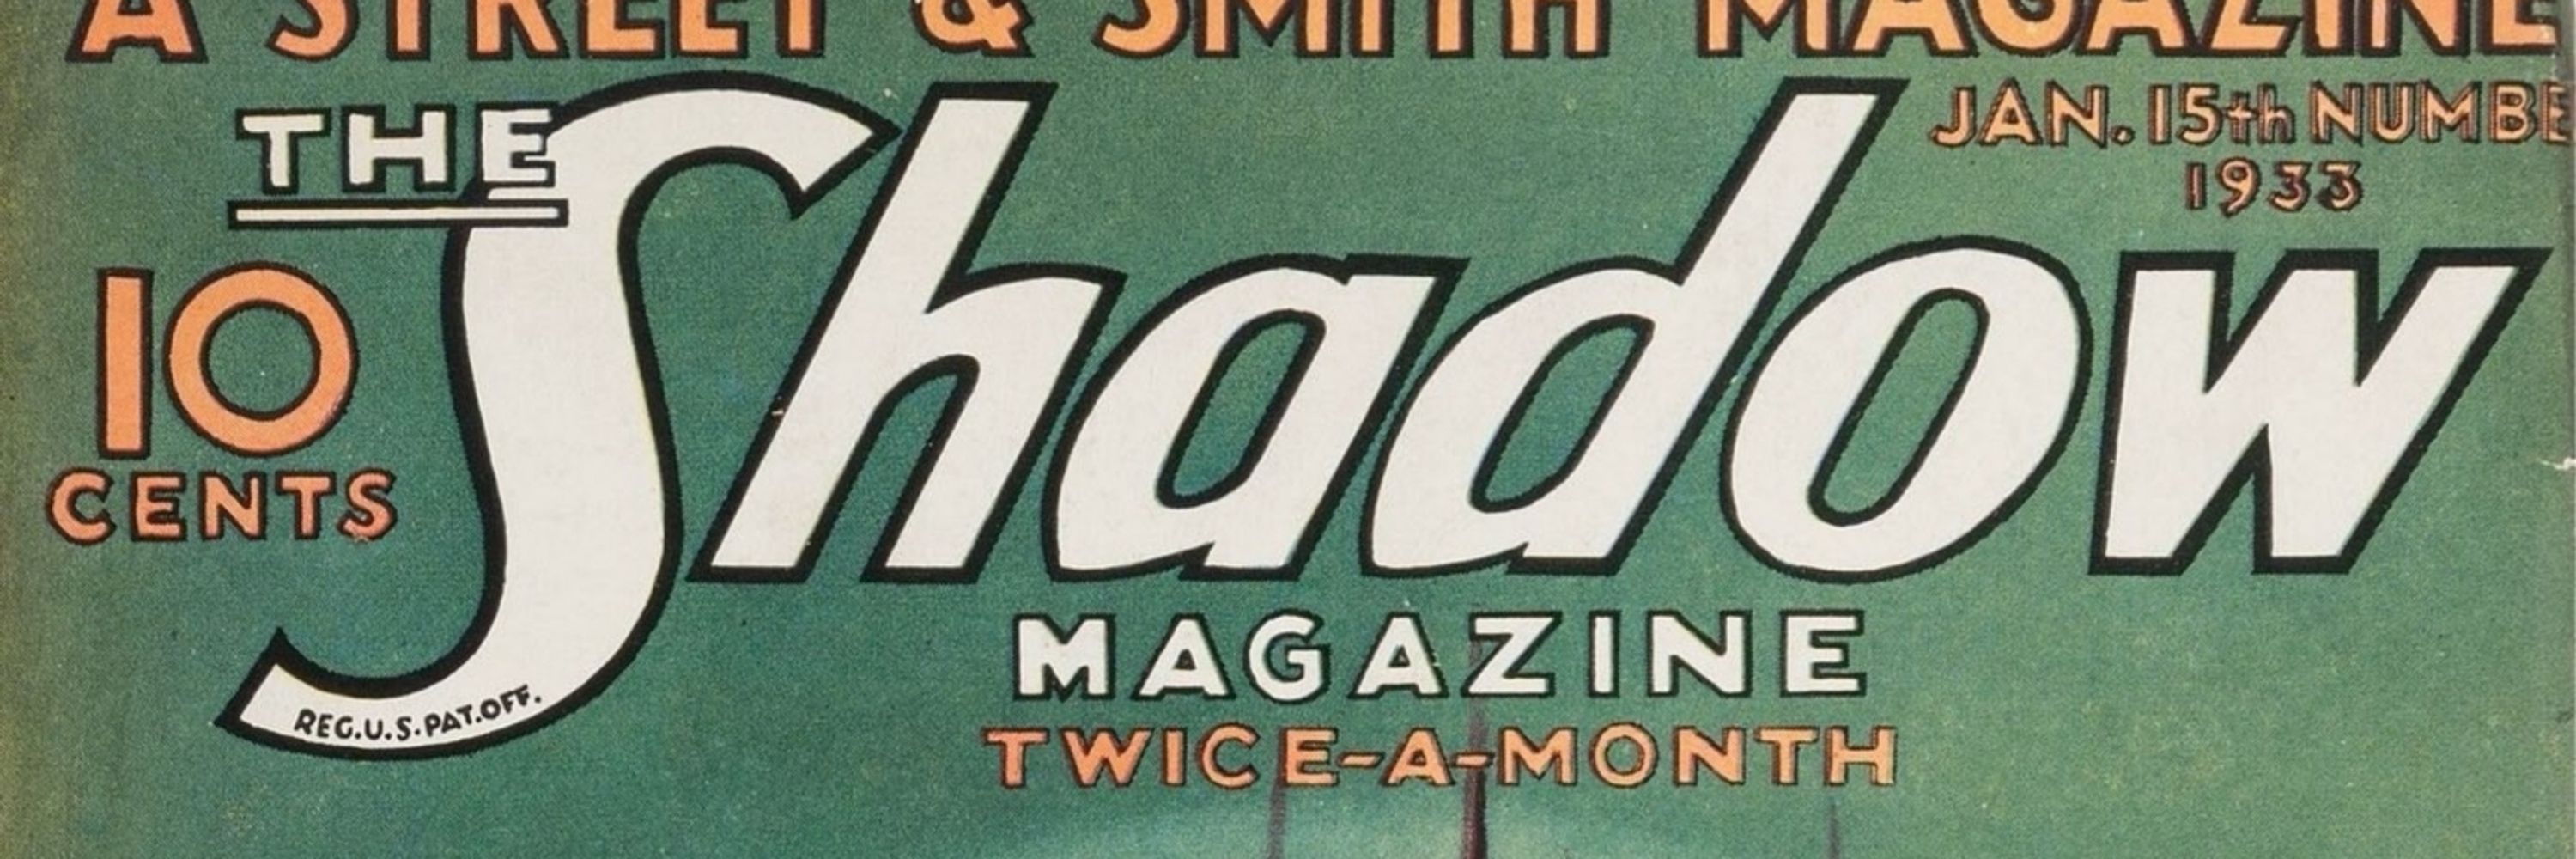 A STREET & SMITH MAGAZINE
JAN. 15th NUMBE
1933
THE
Shadow
10
CENTS
MAGAZINE
REG.U.S.PAT.OFF.
TWICE-A-MONTH